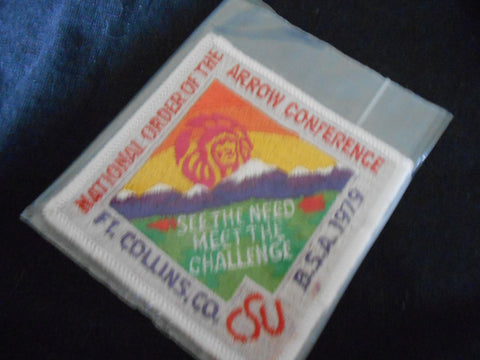 NATIONAL ORDER OF THE
ARROW CONFERENCE
SEE THE NEED
MEET THE
CHALLENGE
FT. COLLINS, CO.
CSU
B.S.A. 1979